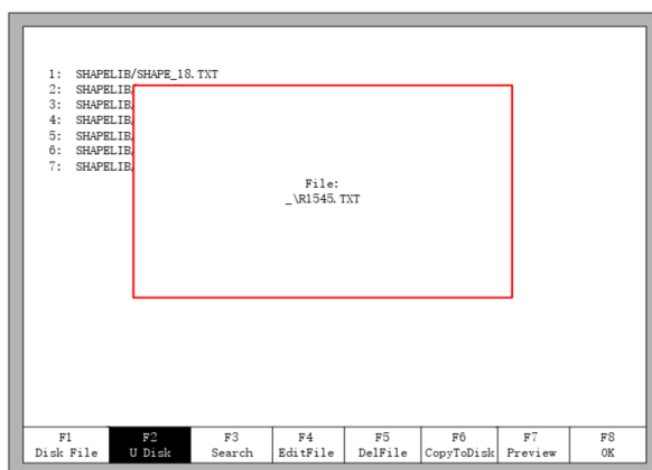 1: SHAPELIB/SHAPE_18.TXT
2: SHAPELIB/
3: SHAPELIB/
4: SHAPELIB/
5: SHAPELIB/
6: SHAPELIB/
7: SHAPELIB/
File:
_\R1545.TXT
F1 F2 F3 F4 F5 F6 F7 F8
Disk File U Disk Search EditFile DelFile CopyToDisk Preview OK